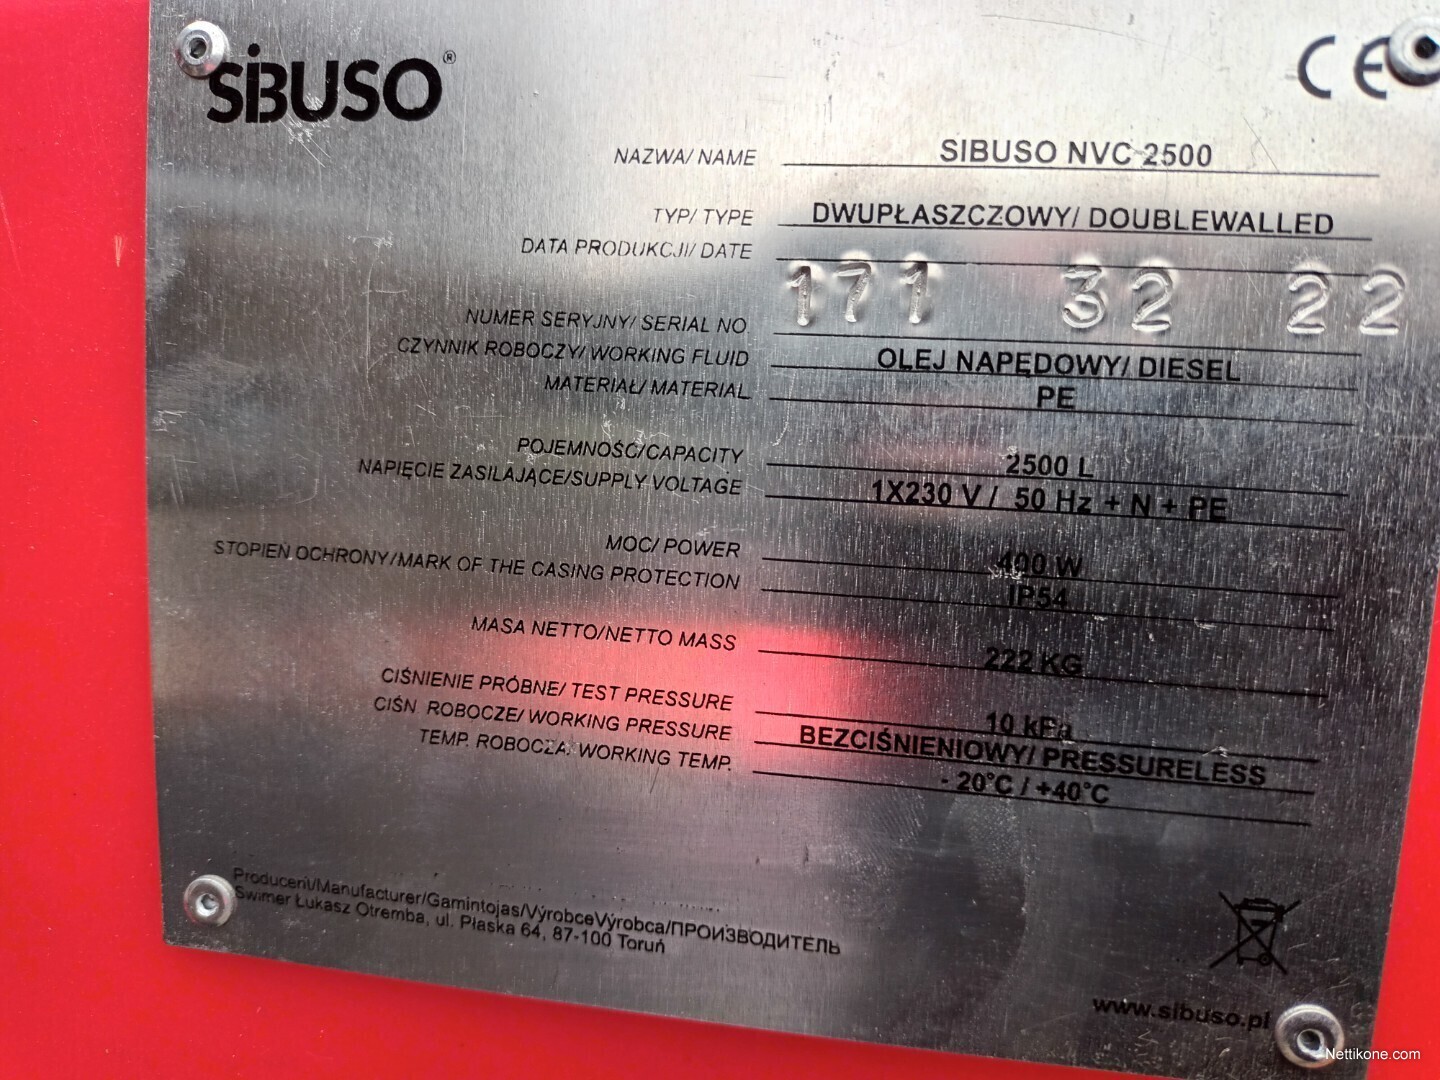 SIBUSO®
CE
NAZWA/ NAME SIBUSO NVC 2500
TYP/ TYPE DWUPŁASZCZOWY/ DOUBLEWALLED
DATA PRODUKCJI/ DATE
171 32 22
NUMER SERYJNY/ SERIAL NO
CZYNNIK ROBOCZY/ WORKING FLUID OLEJ NAPĘDOWY/ DIESEL
MATERIAŁ/ MATERIAL PE
POJEMNOŚĆ/CAPACITY 2500 L
NAPIĘCIE ZASILAJĄCE/SUPPLY VOLTAGE 1X230 V / 50 Hz + N + PE
MOC/ POWER 400 W
STOPIEŃ OCHRONY/MARK OF THE CASING PROTECTION IP54
MASA NETTO/NETTO MASS 222 KG
CIŚNIENIE PRÓBNE/ TEST PRESSURE 10 kPa
CIŚN. ROBOCZE/ WORKING PRESSURE BEZCIŚNIENIOWY/ PRESSURELESS
TEMP. ROBOCZA. WORKING TEMP. - 20°C / +40°C
Producent/Manufacturer/Gamintojas/Výrobce/Výrobca/ПРОИЗВОДИТЕЛЬ
Swimer Łukasz Otremba, ul. Płaska 64, 87-100 Toruń
www.sibuso.pl
Nettikone.com